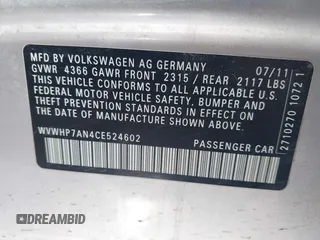 MFD. BY VOLKSWAGEN AG GERMANY 07/11
GVWR 4366 GAWR FRONT 2315 / REAR 2117 LBS
THIS VEHICLE CONFORMS TO ALL APPLICABLE U.S.
FEDERAL MOTOR VEHICLE SAFETY, BUMPER AND
THEFT PREVENTION STANDARDS IN EFFECT ON THE
DATE OF MANUFACTURE SHOWN ABOVE.
WVWHP7AN4CE524602 PASSENGER CAR
2710270 1072 1
© DREAMBID